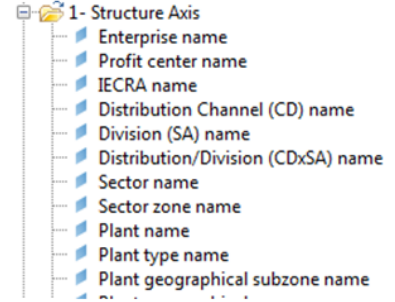 1- Structure Axis
Enterprise name
Profit center name
IECRA name
Distribution Channel (CD) name
Division (SA) name
Distribution/Division (CDxSA) name
Sector name
Sector zone name
Plant name
Plant type name
Plant geographical subzone name